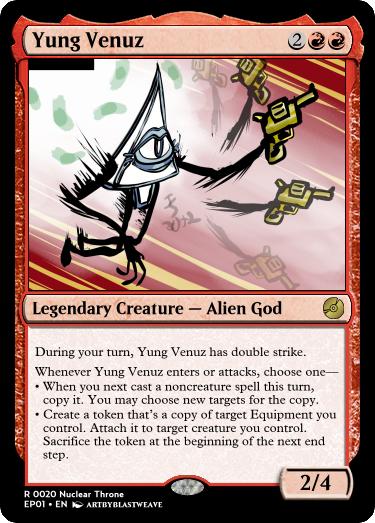 Yung Venuz 2
Legendary Creature — Alien God
During your turn, Yung Venuz has double strike.
Whenever Yung Venuz enters or attacks, choose one—
• When you next cast a noncreature spell this turn,
copy it. You may choose new targets for the copy.
• Create a token that's a copy of target Equipment you
control. Attach it to target creature you control.
Sacrifice the token at the beginning of the next end
step.
2/4
R 0020 Nuclear Throne
EP01 • EN ARTBYBLASTWEAVE